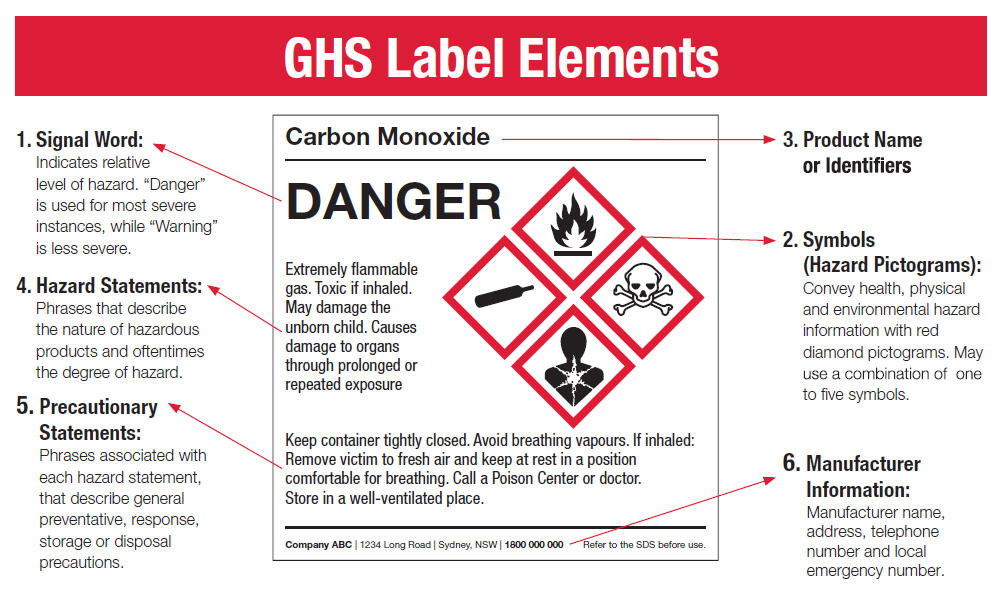 GHS Label Elements
1. Signal Word:
Indicates relative
level of hazard. “Danger”
is used for most severe
instances, while “Warning”
is less severe.
4. Hazard Statements:
Phrases that describe
the nature of hazardous
products and oftentimes
the degree of hazard.
5. Precautionary
Statements:
Phrases associated with
each hazard statement,
that describe general
preventative, response,
storage or disposal
precautions.
Carbon Monoxide
DANGER
Extremely flammable
gas. Toxic if inhaled.
May damage the
unborn child. Causes
damage to organs
through prolonged or
repeated exposure
Keep container tightly closed. Avoid breathing vapours. If inhaled:
Remove victim to fresh air and keep at rest in a position
comfortable for breathing. Call a Poison Center or doctor.
Store in a well-ventilated place.
Company ABC | 1234 Long Road | Sydney, NSW | 1800 000 000 Refer to the SDS before use.
3. Product Name
or Identifiers
2. Symbols
(Hazard Pictograms):
Convey health, physical
and environmental hazard
information with red
diamond pictograms. May
use a combination of one
to five symbols.
6. Manufacturer
Information:
Manufacturer name,
address, telephone
number and local
emergency number.